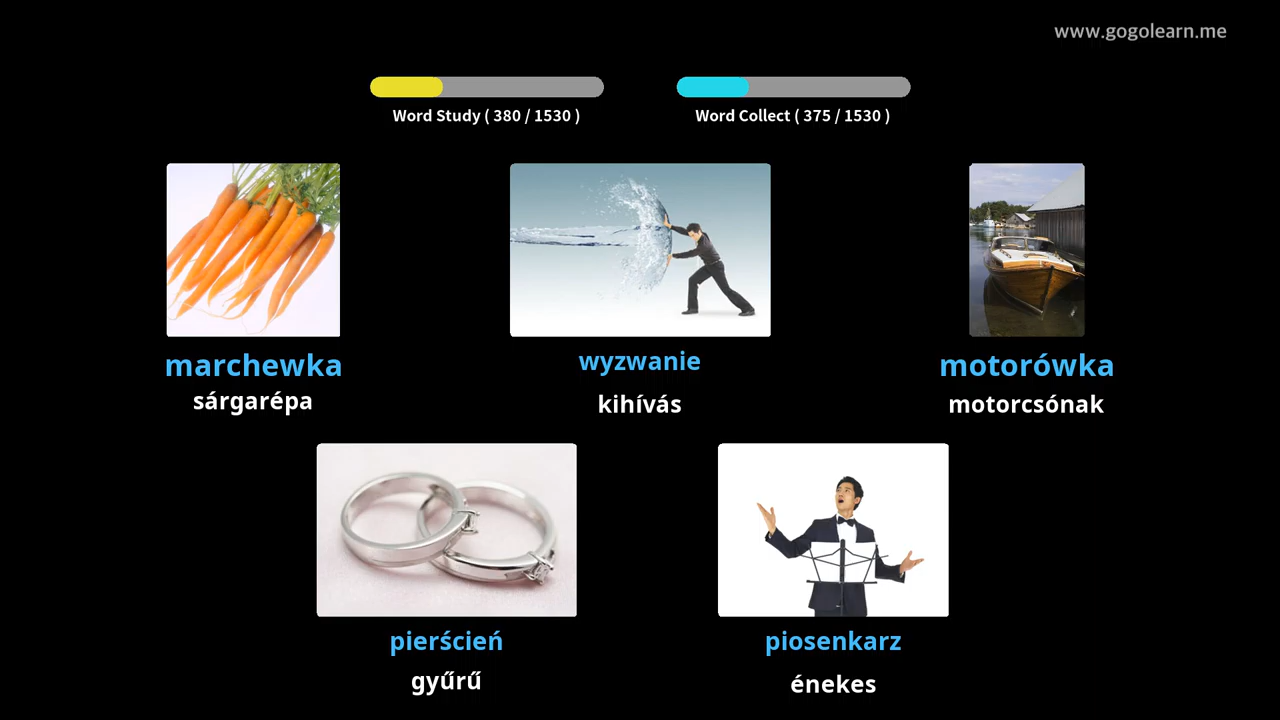 www.gogolearn.me
Word Study ( 380 / 1530 )
Word Collect ( 375 / 1530 )
marchewka
sárgarépa
wyzwanie
kihívás
motorówka
motorcsónak
pierścień
gyűrű
piosenkarz
énekes